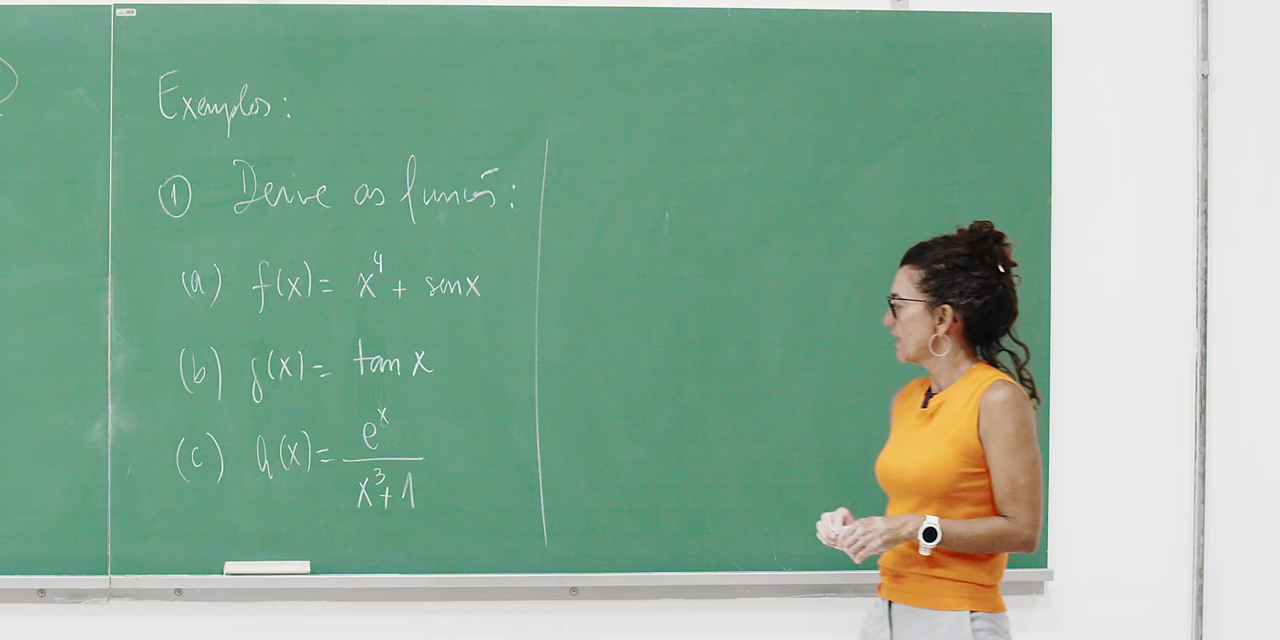 Exemplos:
① Derive as funções:
(a) f(x) = x⁴ + sen x
(b) g(x) = tan x
(c) h(x) = eˣ / x³+1